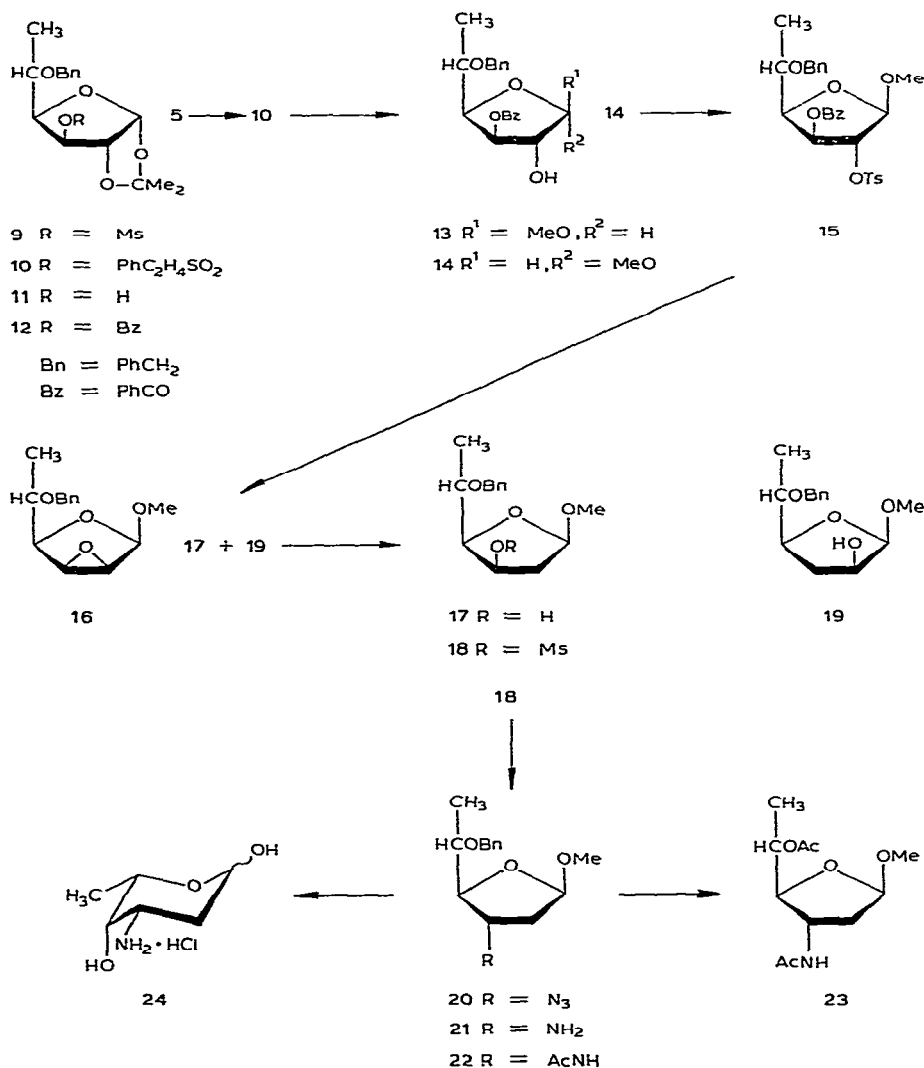 CH₃
HCOBn
O
RO
O
O–CMe₂
5 → 10
9 R = Ms
10 R = PhC₂H₄SO₂
11 R = H
12 R = Bz
Bn = PhCH₂
Bz = PhCO
CH₃
HCOBn
O
R¹
OBz
R²
OH
13 R¹ = MeO, R² = H
14 R¹ = H, R² = MeO
14
CH₃
HCOBn
O
OMe
OBz
OTs
15
CH₃
HCOBn
O
OMe
O
16
17 + 19
CH₃
HCOBn
O
OMe
OR
17 R = H
18 R = Ms
18
CH₃
HCOBn
O
OMe
HO
19
OH
H₃C
O
NH₂·HCl
HO
24
CH₃
HCOBn
O
OMe
R
20 R = N₃
21 R = NH₂
22 R = AcNH
CH₃
HCOAc
O
OMe
AcNH
23